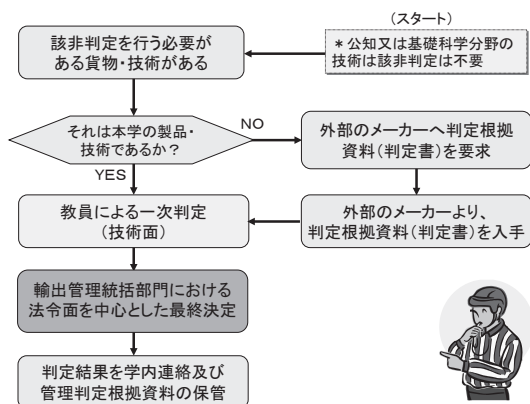 (スタート)
該非判定を行う必要が
ある貨物・技術がある
*公知又は基礎科学分野の
技術は該非判定は不要
それは本学の製品・
技術であるか?
NO
YES
外部のメーカーへ判定根拠
資料(判定書)を要求
教員による一次判定
(技術面)
外部のメーカーより、
判定根拠資料(判定書)を入手
輸出管理統括部門における
法令面を中心とした最終決定
判定結果を学内連絡及び
管理判定根拠資料の保管